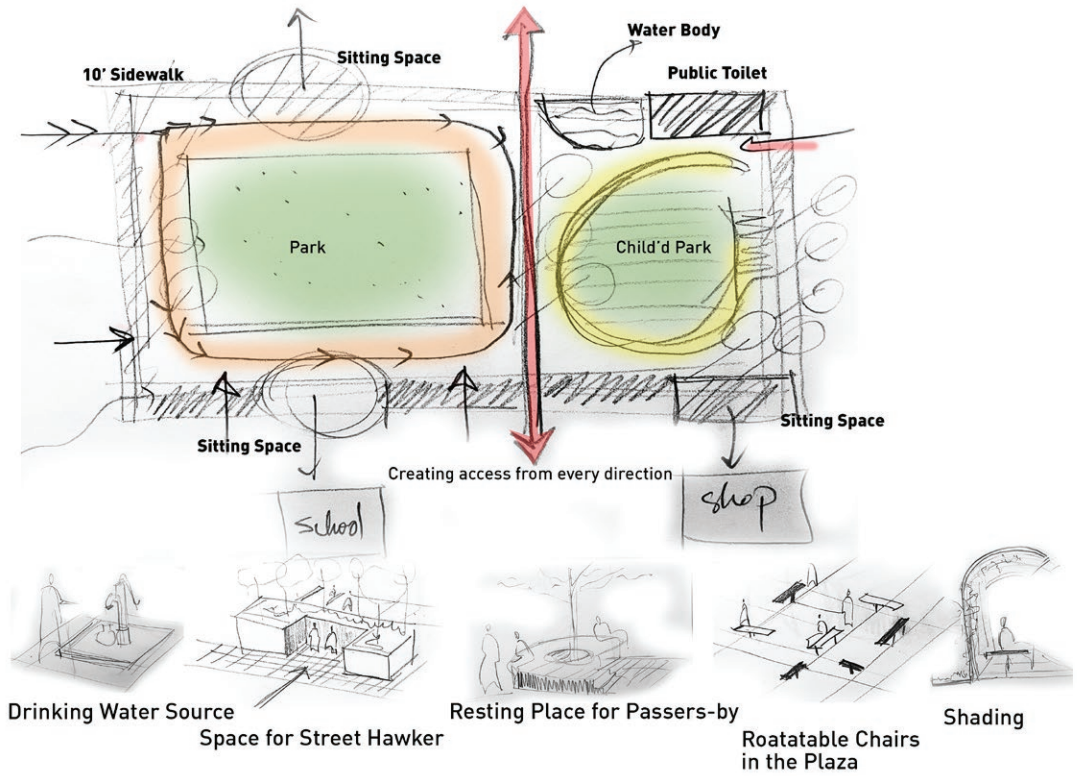 Water Body
Sitting Space
10' Sidewalk
Public Toilet
Park
Child'd Park
Sitting Space
Sitting Space
Creating access from every direction
school
shop
Drinking Water Source
Space for Street Hawker
Resting Place for Passers-by
Roatatable Chairs
in the Plaza
Shading